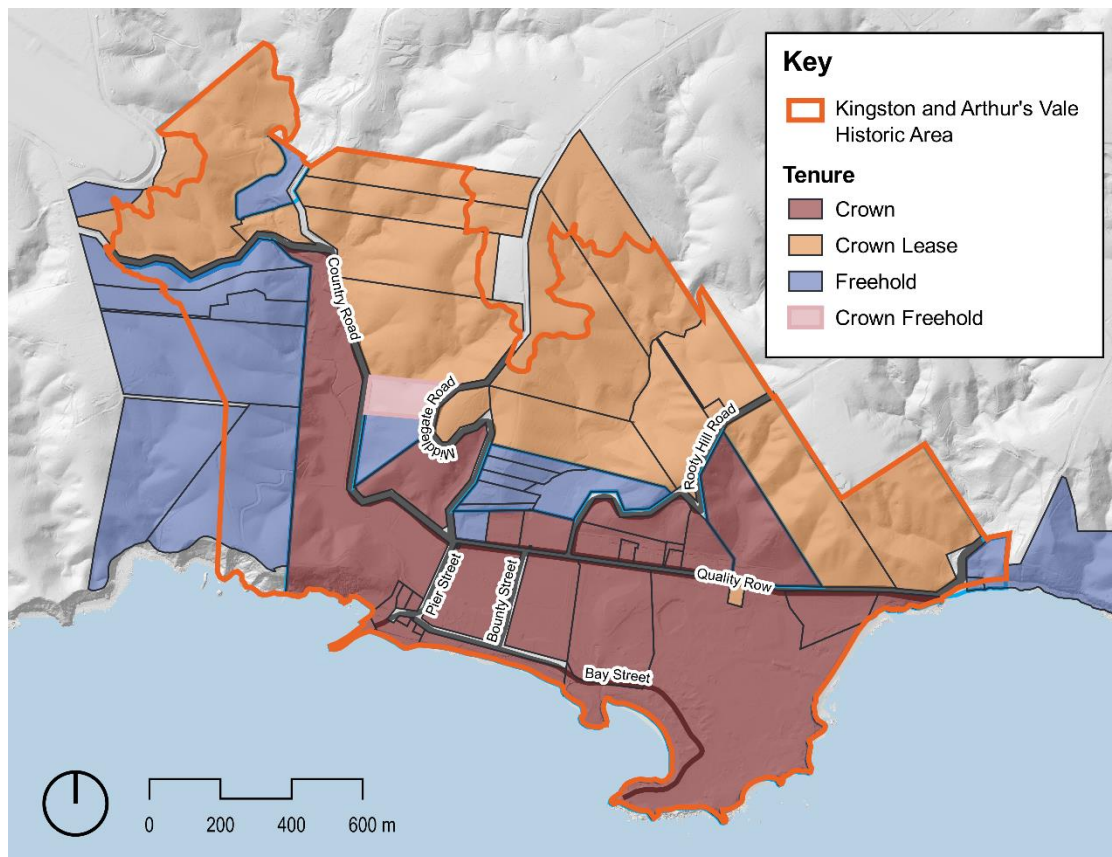 Key
Kingston and Arthur's Vale
Historic Area
Tenure
Crown
Crown Lease
Freehold
Crown Freehold
Country Road
Middlegate Road
Rooty Hill Road
Quality Row
Pier Street
Bounty Street
Bay Street
0 200 400 600 m